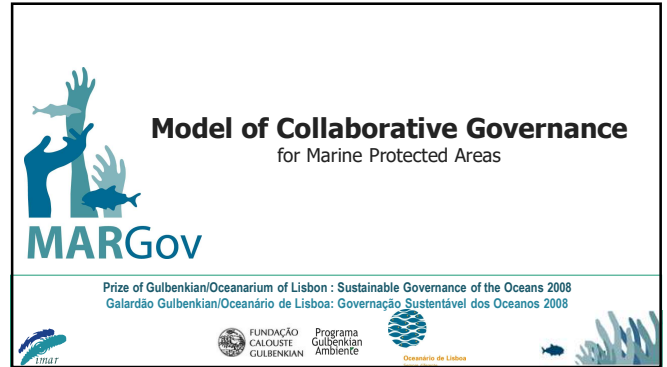 Model of Collaborative Governance
for Marine Protected Areas
MARGov
Prize of Gulbenkian/Oceanarium of Lisbon : Sustainable Governance of the Oceans 2008
Galardão Gulbenkian/Oceanário de Lisboa: Governação Sustentável dos Oceanos 2008
imar
FUNDAÇÃO
CALOUSTE
GULBENKIAN
Programa
Gulbenkian
Ambiente
Oceanário de Lisboa